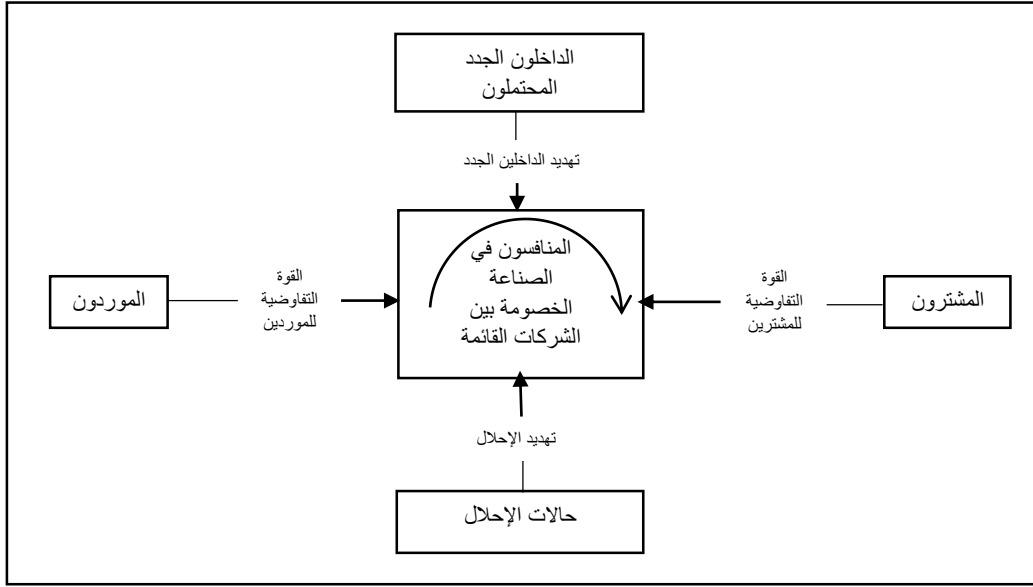 الداخلون الجدد
المحتملون
تهديد الداخلين الجدد
المنافسون في
الصناعة
الخصومة بين
الشركات القائمة
المشترون
القوة
التفاوضية
للمشترين
القوة
التفاوضية
للموردين
الموردون
تهديد الإحلال
حالات الإحلال